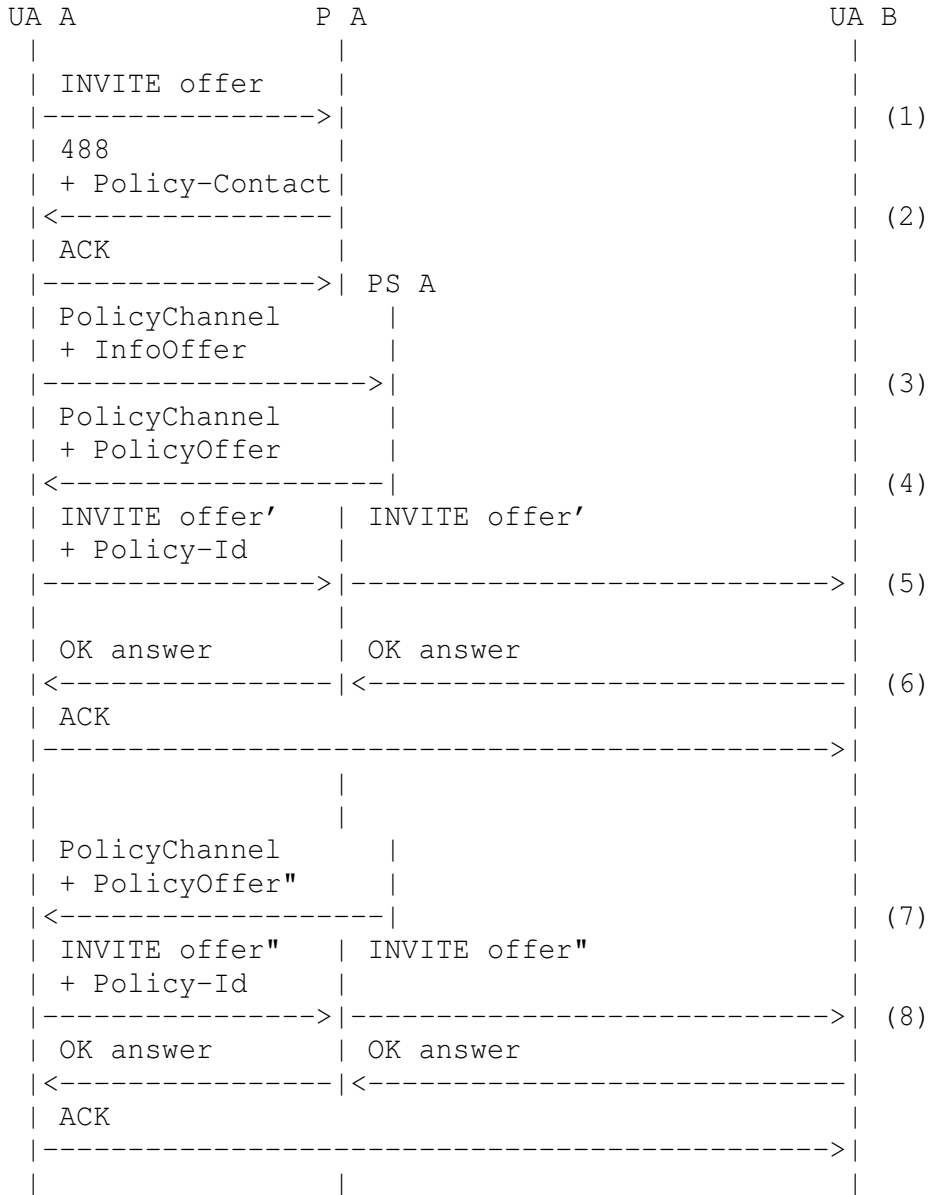 UA A P A UA B
INVITE offer
(1)
488
+ Policy-Contact
(2)
ACK
PS A
PolicyChannel
+ InfoOffer
(3)
PolicyChannel
+ PolicyOffer
(4)
INVITE offer' INVITE offer'
+ Policy-Id
(5)
OK answer OK answer
(6)
ACK
PolicyChannel
+ PolicyOffer"
(7)
INVITE offer" INVITE offer"
+ Policy-Id
(8)
OK answer OK answer
ACK